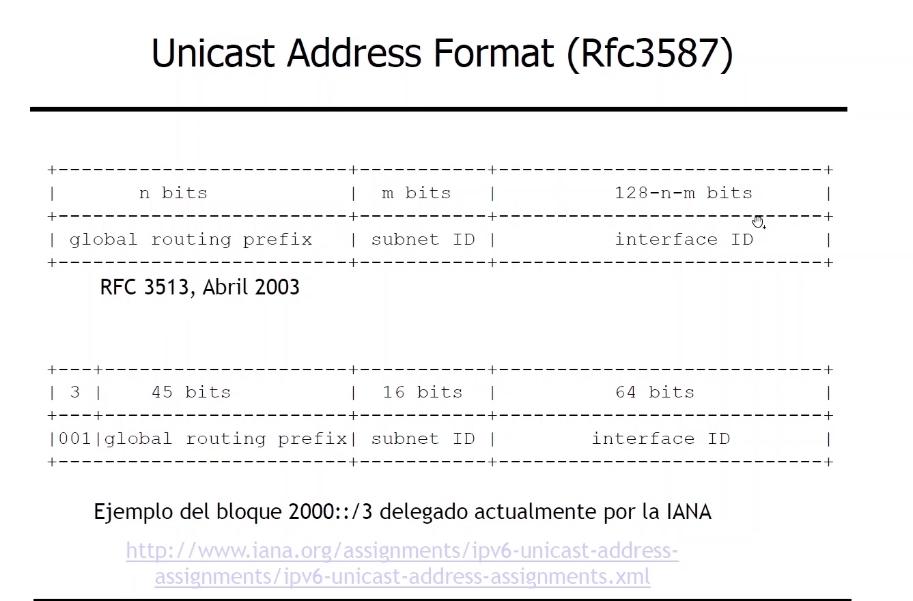 Unicast Address Format (Rfc3587)
+----------------------+----------+-------------------------+
| n bits | m bits | 128-n-m bits |
+----------------------+----------+-------------------------+
| global routing prefix | subnet ID | interface ID |
+----------------------+----------+-------------------------+
RFC 3513, Abril 2003
+---+-------------------+----------+-------------------------+
| 3 | 45 bits | 16 bits | 64 bits |
+---+-------------------+----------+-------------------------+
|001|global routing prefix| subnet ID | interface ID |
+----------------------+----------+-------------------------+
Ejemplo del bloque 2000::/3 delegado actualmente por la IANA
http://www.iana.org/assignments/ipv6-unicast-address-
assignments/ipv6-unicast-address-assignments.xml